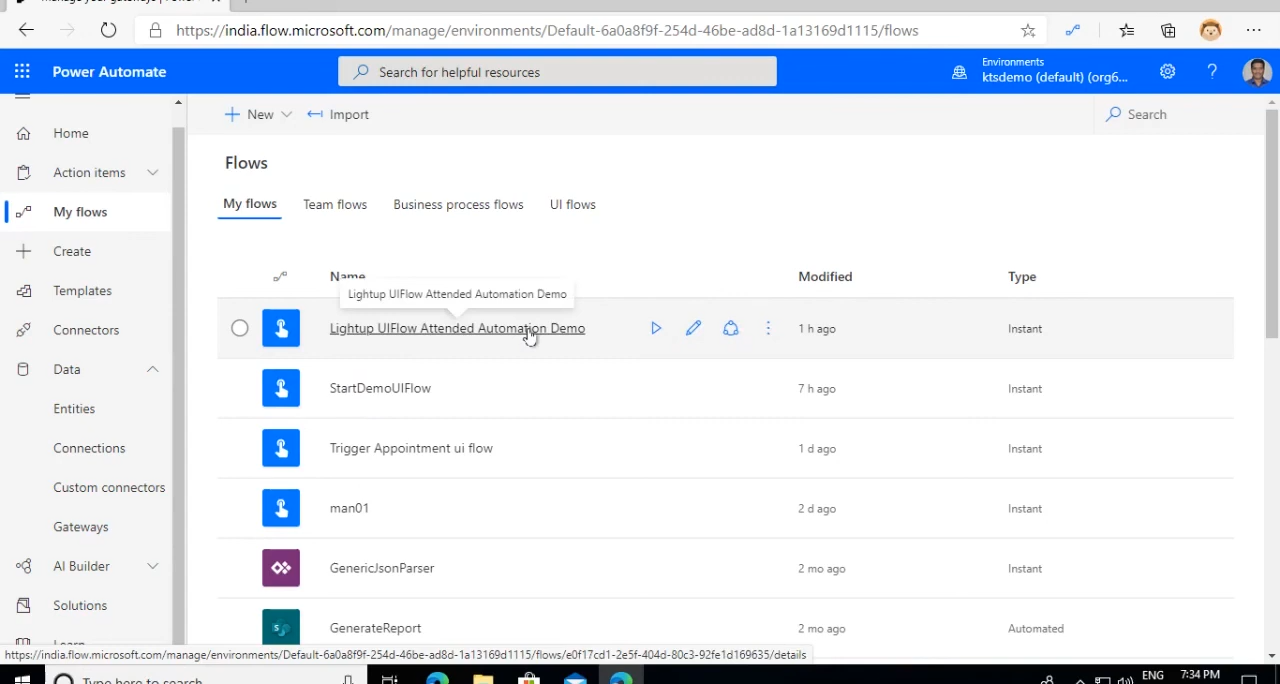 https://india.flow.microsoft.com/manage/environments/Default-6a0a8f9f-254d-46be-ad8d-1a13169d1115/flows
Power Automate
Search for helpful resources
Environments
ktsdemo (default) (org6...
?
New
Import
Search
Home
Action items
My flows
Create
Templates
Connectors
Data
Entities
Connections
Custom connectors
Gateways
AI Builder
Solutions
Learn
Flows
My flows
Team flows
Business process flows
UI flows
Name
Modified
Type
Lightup UIFlow Attended Automation Demo
Lightup UIFlow Attended Automation Demo
1 h ago
Instant
StartDemoUIFlow
7 h ago
Instant
Trigger Appointment ui flow
1 d ago
Instant
man01
2 d ago
Instant
GenericJsonParser
2 mo ago
Instant
GenerateReport
2 mo ago
Automated
https://india.flow.microsoft.com/manage/environments/Default-6a0a8f9f-254d-46be-ad8d-1a13169d1115/flows/e0f17cd1-2e5f-404d-80c3-92fe1d169635/details
Type here to search
ENG
7:34 PM